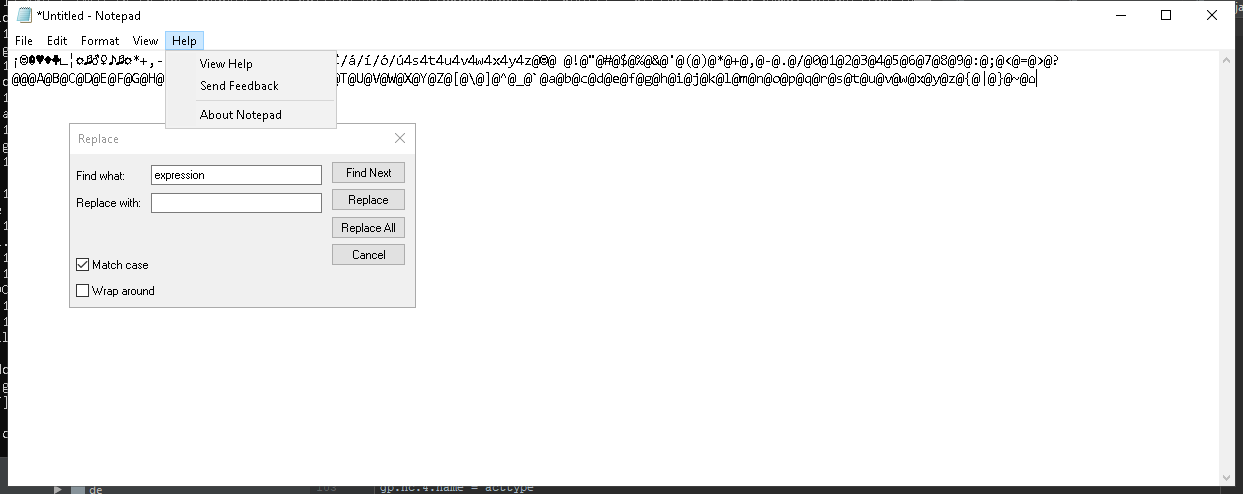 *Untitled - Notepad
File Edit Format View Help
/á/í/ó/ú4s4t4u4v4w4x4y4z@☺@ @!@"@#@$@%@&@'@(@)@*@+@,@-@.@/@0@1@2@3@4@5@6@7@8@9@:@;@<@=@>@?
@@@A@B@C@D@E@F@G@H@
@T@U@V@W@X@Y@Z@[@\@]@^@_@`@a@b@c@d@e@f@g@h@i@j@k@l@m@n@o@p@q@r@s@t@u@v@w@x@y@z@{@|@}@~@⌂
View Help
Send Feedback
About Notepad
Replace
Find what: expression Find Next
Replace with: Replace
Replace All
Cancel
Match case
Wrap around
de
gp.nc.4.name = acttype